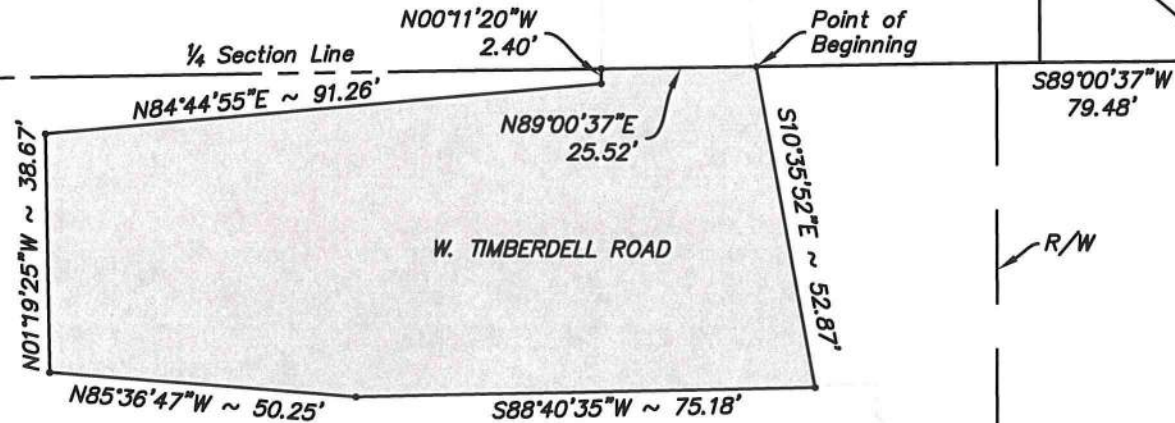 N00°11'20"W
2.40'
Point of
Beginning
¼ Section Line
S89°00'37"W
79.48'
N84°44'55"E ~ 91.26'
N89°00'37"E
25.52'
S10°35'52"E ~ 52.87'
N01°19'25"W ~ 38.67'
W. TIMBERDELL ROAD
R/W
N85°36'47"W ~ 50.25'
S88°40'35"W ~ 75.18'